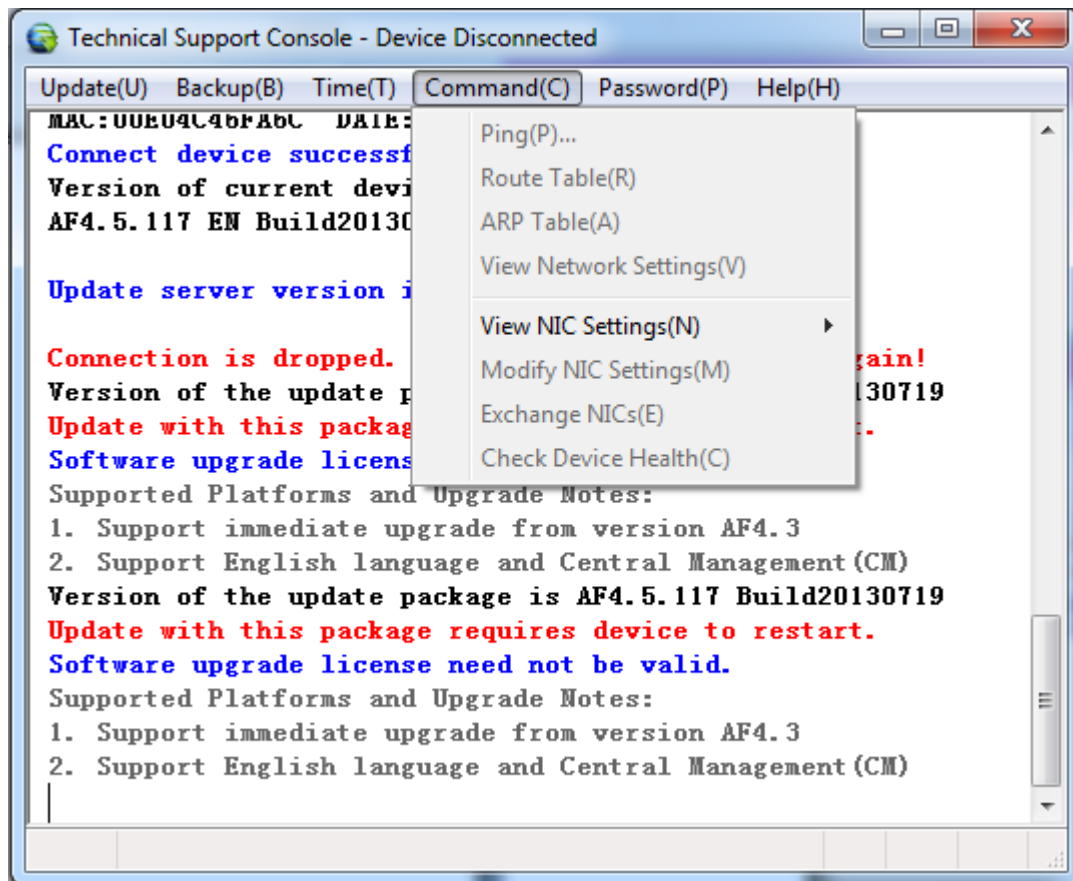 Technical Support Console - Device Disconnected
Update(U) Backup(B) Time(T) Command(C) Password(P) Help(H)
Ping(P)...
Route Table(R)
ARP Table(A)
View Network Settings(V)
View NIC Settings(N)
Modify NIC Settings(M)
Exchange NICs(E)
Check Device Health(C)
MAC:00E04C46FA6C DATE:
Connect device successf
Version of current devi
AF4.5.117 EN Build2013
Update server version i
Connection is dropped. gain!
Version of the update p 130719
Update with this packag .
Software upgrade licens
Supported Platforms and Upgrade Notes:
1. Support immediate upgrade from version AF4.3
2. Support English language and Central Management(CM)
Version of the update package is AF4.5.117 Build20130719
Update with this package requires device to restart.
Software upgrade license need not be valid.
Supported Platforms and Upgrade Notes:
1. Support immediate upgrade from version AF4.3
2. Support English language and Central Management(CM)